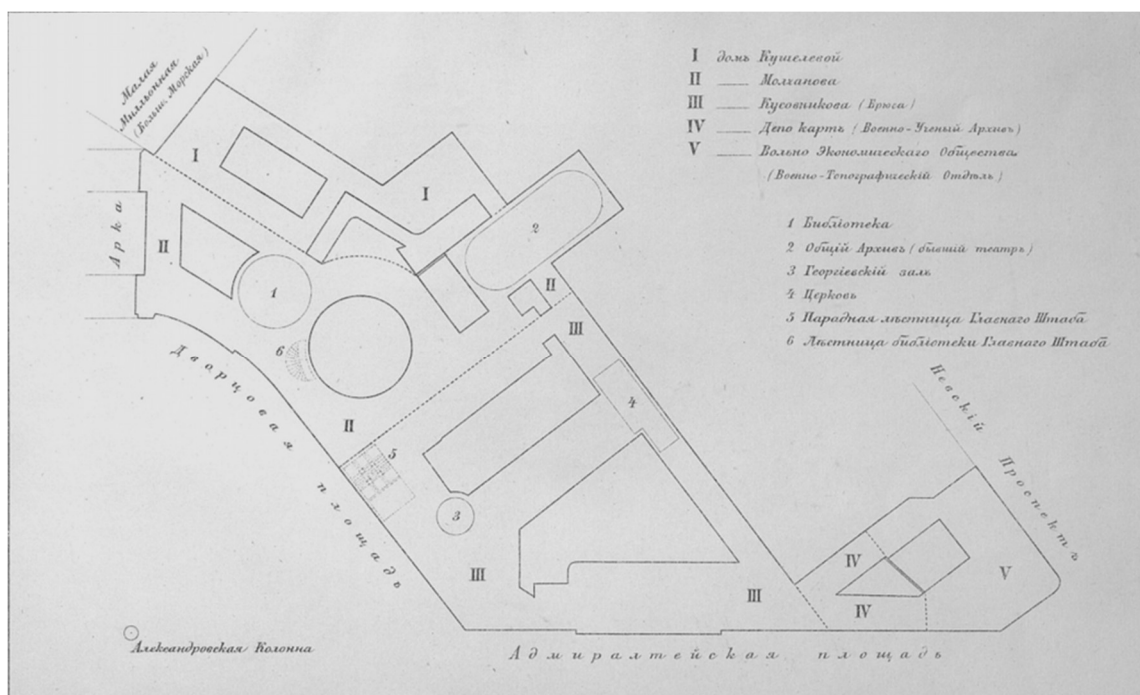 Малая
Милльонная
(Больш. Морская)
I домъ Кушелевой
II —— Молчанова
III —— Кусовникова (Брюса)
IV —— Депо картъ (Военно-Ученый Архивъ)
V —— Вольно Экономическаго Общества
(Военно-Топографическій Отдѣлъ)
1 Библіотека
2 Общій Архивъ (бывшій театръ)
3 Георгіевскій залъ
4 Церковь
5 Парадная лѣстница Главнаго Штаба
6 Лѣстница библіотеки Главнаго Штаба
Арка
I
I
II
1
2
II
III
6
II
5
4
3
III
III
Дворцовая площадь
Невскій Проспектъ
IV
IV
V
Александровская Колонна
Адмиралтейская площадь